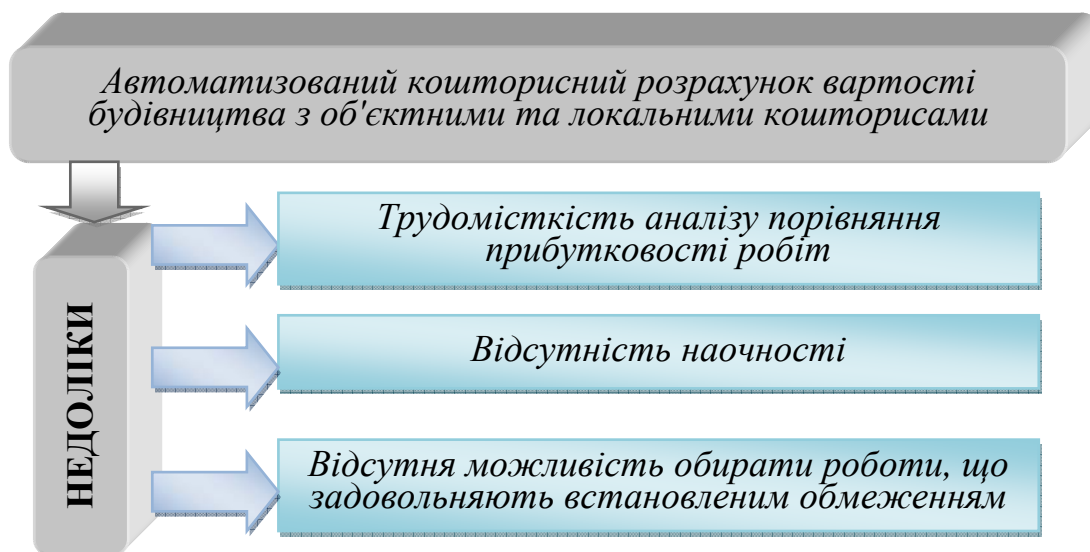 Автоматизований кошторисний розрахунок вартості
будівництва з об'єктними та локальними кошторисами
НЕДОЛІКИ
Трудомісткість аналізу порівняння
прибутковості робіт
Відсутність наочності
Відсутня можливість обирати роботи, що
задовольняють встановленим обмеженням